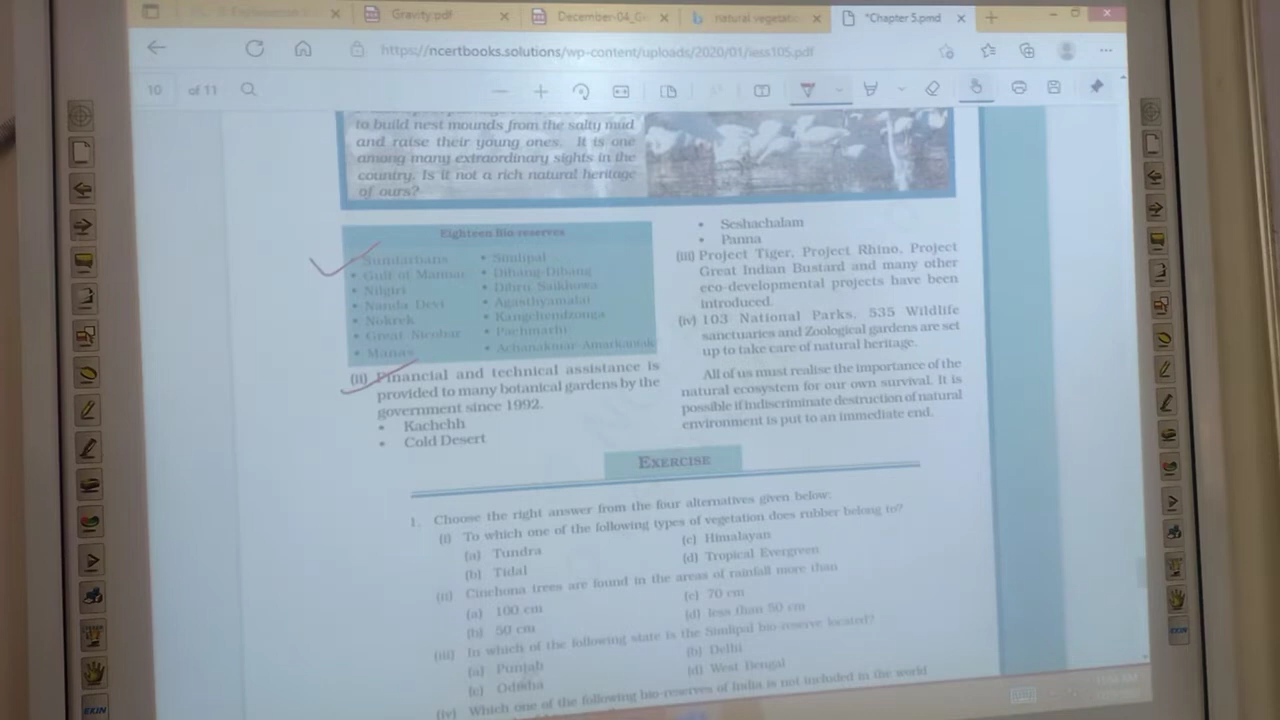 Gravity.pdf
December-04_G
natural vegetati
*Chapter 5.pmd
https://ncertbooks.solutions/wp-content/uploads/2020/01/iess105.pdf
10 of 11
to build nest mounds from the salty mud
and raise their young ones. It is one
among many extraordinary sights in the
country. Is it not a rich natural heritage
of ours?
Eighteen Bio-reserves
Sundarbans
• Gulf of Mannar
• Nilgiri
• Nanda Devi
• Nokrek
• Great Nicobar
• Manas
• Simlipal
• Dihang-Dibang
• Dibru Saikhowa
• Agasthyamalai
• Kangchendzonga
• Pachmarhi
• Achanakmar-Amarkantak
(ii) Financial and technical assistance is
provided to many botanical gardens by the
government since 1992.
• Kachchh
• Cold Desert
• Seshachalam
• Panna
(iii) Project Tiger, Project Rhino, Project
Great Indian Bustard and many other
eco-developmental projects have been
introduced.
(iv) 103 National Parks, 535 Wildlife
sanctuaries and Zoological gardens are set
up to take care of natural heritage.
All of us must realise the importance of the
natural ecosystem for our own survival. It is
possible if indiscriminate destruction of natural
environment is put to an immediate end.
EXERCISE
1. Choose the right answer from the four alternatives given below:
(i) To which one of the following types of vegetation does rubber belong to?
(a) Tundra (c) Himalayan
(b) Tidal (d) Tropical Evergreen
(ii) Cinchona trees are found in the areas of rainfall more than
(a) 100 cm (c) 70 cm
(b) 50 cm (d) less than 50 cm
(iii) In which of the following state is the Simlipal bio-reserve located?
(a) Punjab (b) Delhi
(c) Odisha (d) West Bengal
(iv) Which one of the following bio-reserves of India is not included in the world
EKIN
EKIN